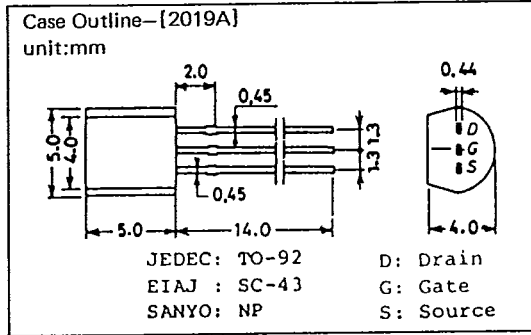 Case Outline–[2019A]
unit:mm
2.0
0,45
0,44
5.0
4.0
1.3
1.3
D
G
S
0,45
5.0
14.0
4.0
JEDEC: TO-92
EIAJ : SC-43
SANYO: NP
D: Drain
G: Gate
S: Source